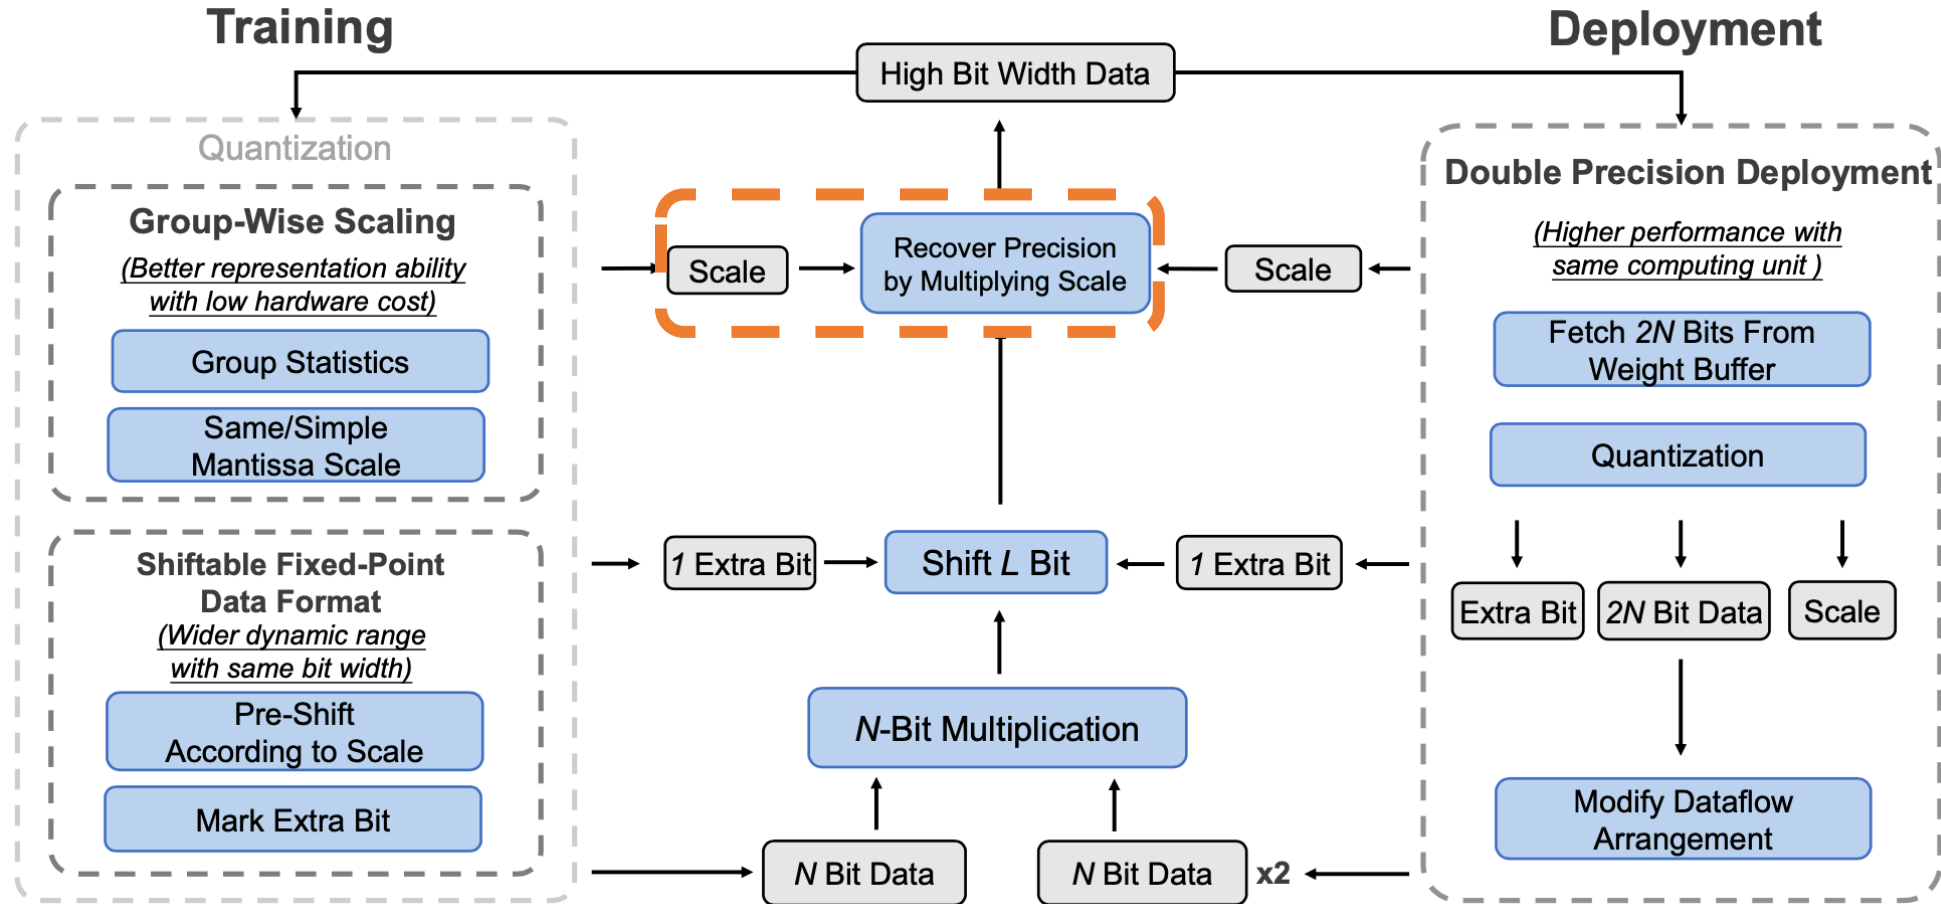 Training
Deployment
High Bit Width Data
Quantization
Group-Wise Scaling
(Better representation ability
with low hardware cost)
Group Statistics
Same/Simple
Mantissa Scale
Shiftable Fixed-Point
Data Format
(Wider dynamic range
with same bit width)
Pre-Shift
According to Scale
Mark Extra Bit
Scale
Recover Precision
by Multiplying Scale
Scale
1 Extra Bit
Shift L Bit
1 Extra Bit
N-Bit Multiplication
N Bit Data
N Bit Data
x2
Double Precision Deployment
(Higher performance with
same computing unit )
Fetch 2N Bits From
Weight Buffer
Quantization
Extra Bit
2N Bit Data
Scale
Modify Dataflow
Arrangement